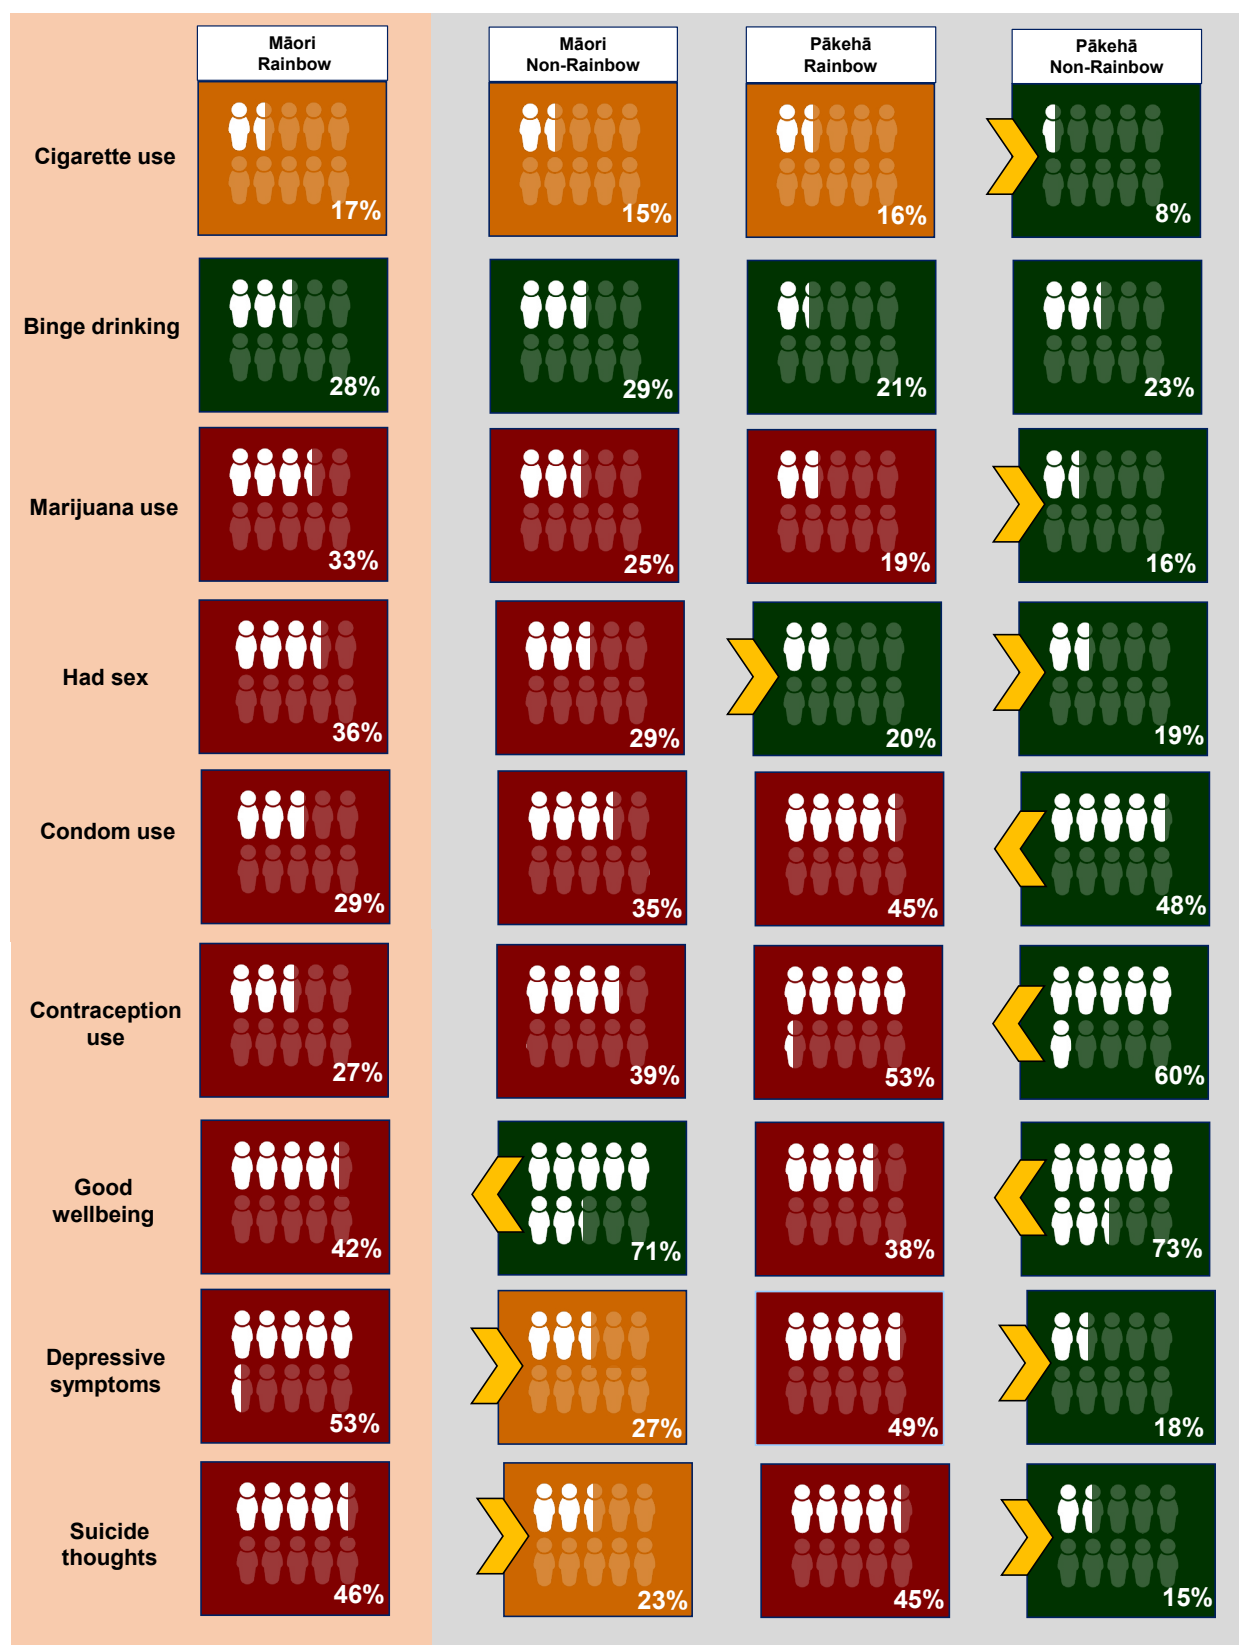 Māori
Rainbow
Māori
Non-Rainbow
Pākehā
Rainbow
Pākehā
Non-Rainbow
Cigarette use
17%
15%
16%
8%
Binge drinking
28%
29%
21%
23%
Marijuana use
33%
25%
19%
16%
Had sex
36%
29%
20%
19%
Condom use
29%
35%
45%
48%
Contraception
use
27%
39%
53%
60%
Good
wellbeing
42%
71%
38%
73%
Depressive
symptoms
53%
27%
49%
18%
Suicide
thoughts
46%
23%
45%
15%